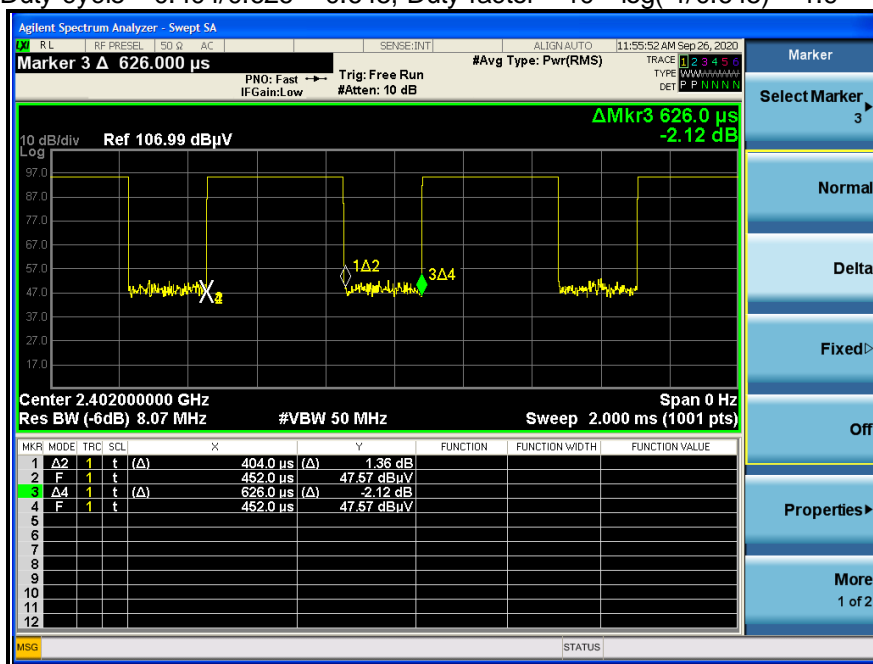 Duty cycle Duty factor 10 log(
Agilent Spectrum Analyzer - Swept SA
LXI RL RF PRESEL 50 Ω AC SENSE:INT ALIGN AUTO 11:55:52 AM Sep 26, 2020
Marker 3 Δ 626.000 µs
PNO: Fast
IFGain:Low
Trig: Free Run
#Atten: 10 dB
#Avg Type: Pwr(RMS)
TRACE 1 2 3 4 5 6
TYPE
DET P P N N N N
ΔMkr3 626.0 µs
-2.12 dB
10 dB/div Ref 106.99 dBµV
Log
97.0
87.0
77.0
67.0
57.0
47.0
37.0
27.0
17.0
1Δ2
3Δ4
Center 2.402000000 GHz Span 0 Hz
Res BW (-6dB) 8.07 MHz #VBW 50 MHz Sweep 2.000 ms (1001 pts)
MKR MODE TRC SCL X Y FUNCTION FUNCTION WIDTH FUNCTION VALUE
1 Δ2 1 t (Δ) 404.0 µs (Δ) 1.36 dB
2 F 1 t 452.0 µs 47.57 dBµV
3 Δ4 1 t (Δ) 626.0 µs (Δ) -2.12 dB
4 F 1 t 452.0 µs 47.57 dBµV
5
6
7
8
9
10
11
12
MSG STATUS
Marker
Select Marker
3
Normal
Delta
Fixed
Off
Properties
More
1 of 2